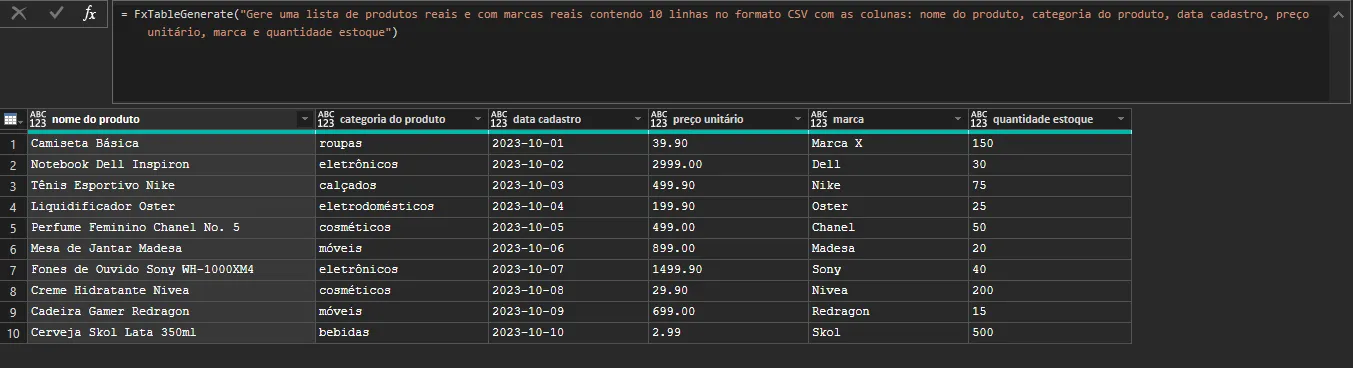 fx = FxTableGenerate("Gere uma lista de produtos reais e com marcas reais contendo 10 linhas no formato CSV com as colunas: nome do produto, categoria do produto, data cadastro, preço
unitário, marca e quantidade estoque")
ABC 123 nome do produto ABC 123 categoria do produto ABC 123 data cadastro ABC 123 preço unitário ABC 123 marca ABC 123 quantidade estoque
1 Camiseta Básica roupas 2023-10-01 39.90 Marca X 150
2 Notebook Dell Inspiron eletrônicos 2023-10-02 2999.00 Dell 30
3 Tênis Esportivo Nike calçados 2023-10-03 499.90 Nike 75
4 Liquidificador Oster eletrodomésticos 2023-10-04 199.90 Oster 25
5 Perfume Feminino Chanel No. 5 cosméticos 2023-10-05 499.00 Chanel 50
6 Mesa de Jantar Madesa móveis 2023-10-06 899.00 Madesa 20
7 Fones de Ouvido Sony WH-1000XM4 eletrônicos 2023-10-07 1499.90 Sony 40
8 Creme Hidratante Nivea cosméticos 2023-10-08 29.90 Nivea 200
9 Cadeira Gamer Redragon móveis 2023-10-09 699.00 Redragon 15
10 Cerveja Skol Lata 350ml bebidas 2023-10-10 2.99 Skol 500